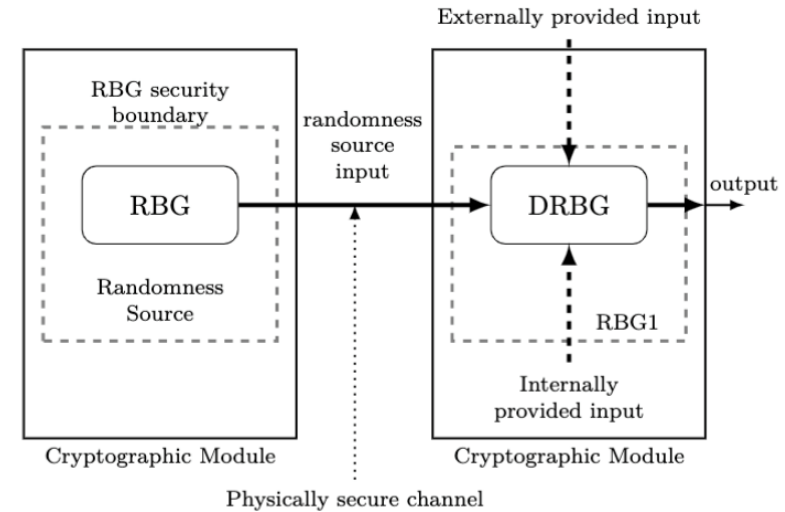 Externally provided input
RBG security
boundary
randomness
source
input
RBG
DRBG
output
Randomness
Source
RBG1
Internally
provided input
Cryptographic Module
Cryptographic Module
Physically secure channel